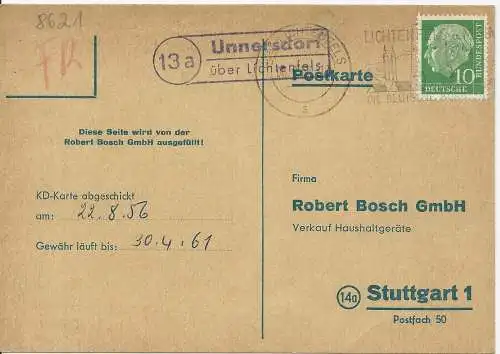 8621
13a
Unnersdorf
über Lichtenfels
LICHTENFELS
10
DEUTSCHE
BUNDESPOST
Postkarte
Diese Seite wird von der
Robert Bosch GmbH ausgefüllt!
KD-Karte abgeschickt
am: 22.8.56
Gewähr läuft bis: 30.4.61
Firma
Robert Bosch GmbH
Verkauf Haushaltgeräte
14a Stuttgart 1
Postfach 50